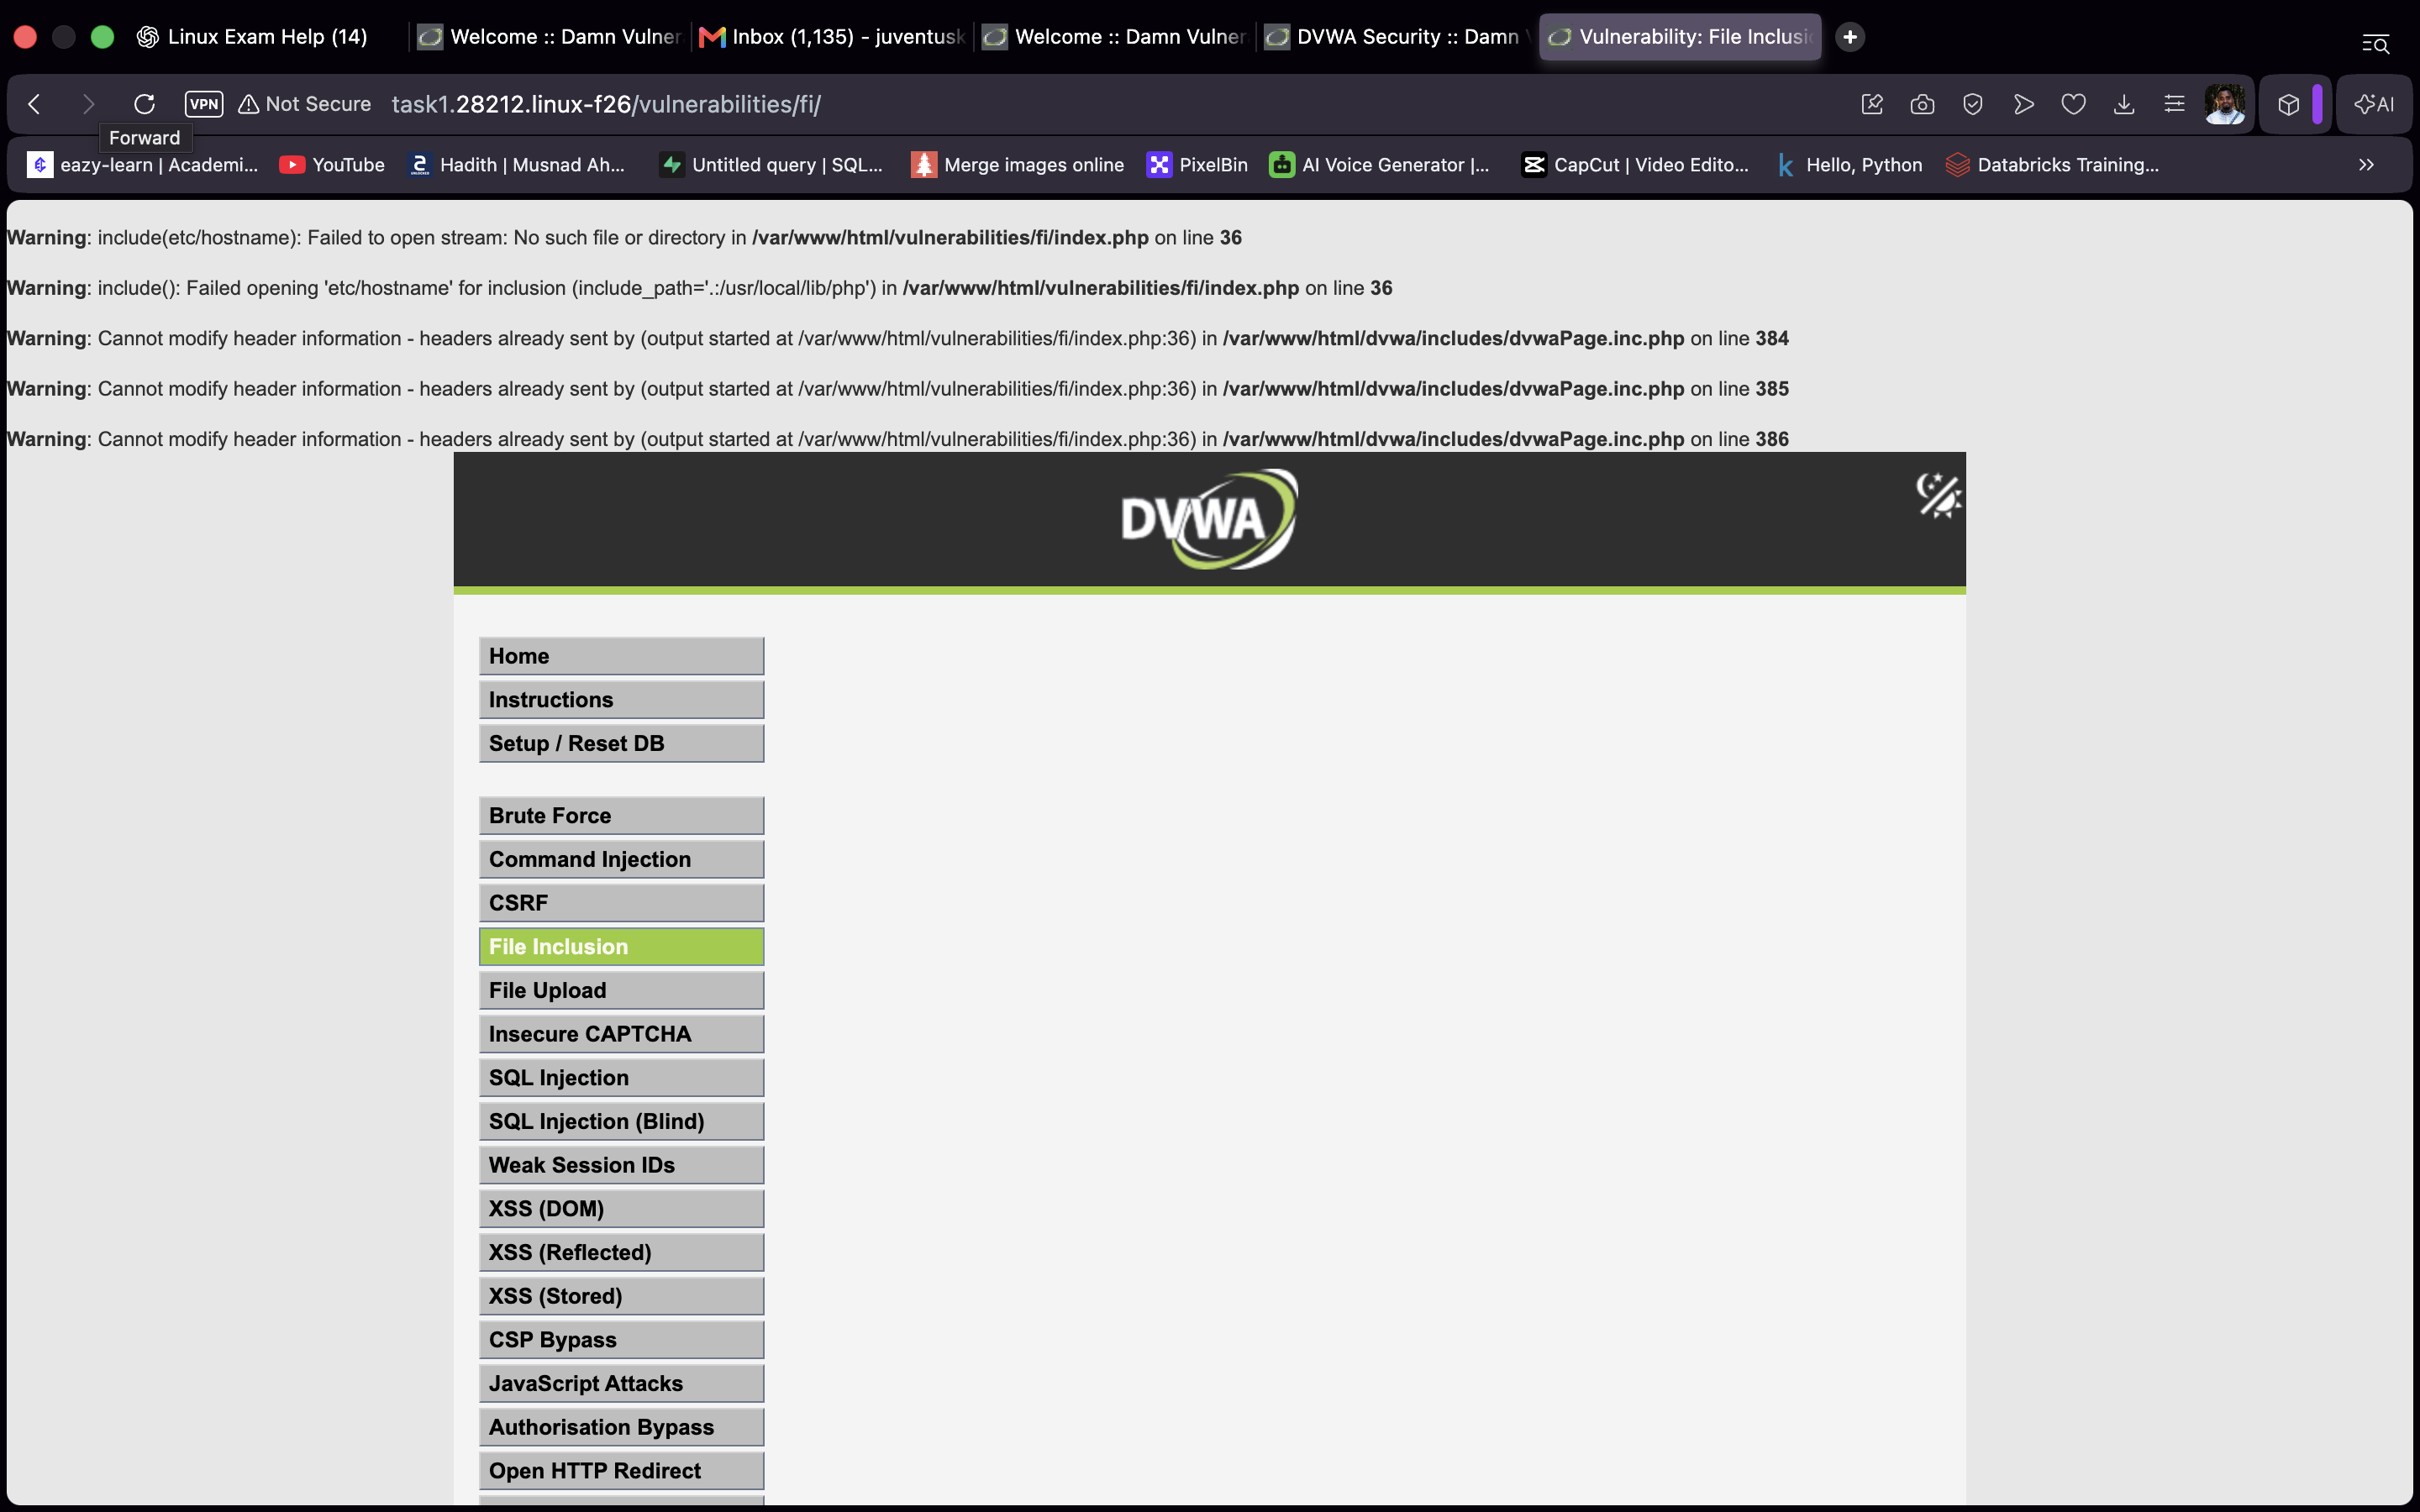 Linux Exam Help (14)
Welcome :: Damn Vulner
Inbox (1,135) - juventusk
Welcome :: Damn Vulner
DVWA Security :: Damn
Vulnerability: File Inclusi
VPN
Not Secure
task1.28212.linux-f26/vulnerabilities/fi/
AI
Forward
eazy-learn | Academi...
YouTube
Hadith | Musnad Ah...
Untitled query | SQL...
Merge images online
PixelBin
AI Voice Generator |...
CapCut | Video Edito...
Hello, Python
Databricks Training...
Warning: include(etc/hostname): Failed to open stream: No such file or directory in /var/www/html/vulnerabilities/fi/index.php on line 36
Warning: include(): Failed opening 'etc/hostname' for inclusion (include_path='.:/usr/local/lib/php') in /var/www/html/vulnerabilities/fi/index.php on line 36
Warning: Cannot modify header information - headers already sent by (output started at /var/www/html/vulnerabilities/fi/index.php:36) in /var/www/html/dvwa/includes/dvwaPage.inc.php on line 384
Warning: Cannot modify header information - headers already sent by (output started at /var/www/html/vulnerabilities/fi/index.php:36) in /var/www/html/dvwa/includes/dvwaPage.inc.php on line 385
Warning: Cannot modify header information - headers already sent by (output started at /var/www/html/vulnerabilities/fi/index.php:36) in /var/www/html/dvwa/includes/dvwaPage.inc.php on line 386
DVWA
Home
Instructions
Setup / Reset DB
Brute Force
Command Injection
CSRF
File Inclusion
File Upload
Insecure CAPTCHA
SQL Injection
SQL Injection (Blind)
Weak Session IDs
XSS (DOM)
XSS (Reflected)
XSS (Stored)
CSP Bypass
JavaScript Attacks
Authorisation Bypass
Open HTTP Redirect